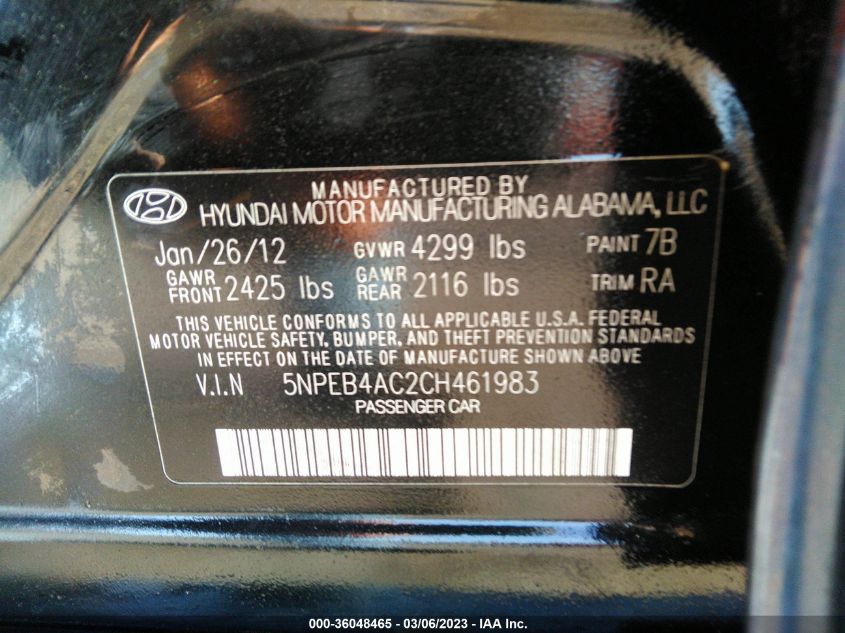 MANUFACTURED BY
HYUNDAI MOTOR MANUFACTURING ALABAMA, LLC
Jan/26/12 GVWR 4299 lbs PAINT 7B
GAWR FRONT 2425 lbs GAWR REAR 2116 lbs TRIM RA
THIS VEHICLE CONFORMS TO ALL APPLICABLE U.S.A. FEDERAL
MOTOR VEHICLE SAFETY, BUMPER, AND THEFT PREVENTION STANDARDS
IN EFFECT ON THE DATE OF MANUFACTURE SHOWN ABOVE
V.I.N 5NPEB4AC2CH461983
PASSENGER CAR
000-36048465 - 03/06/2023 - IAA Inc.